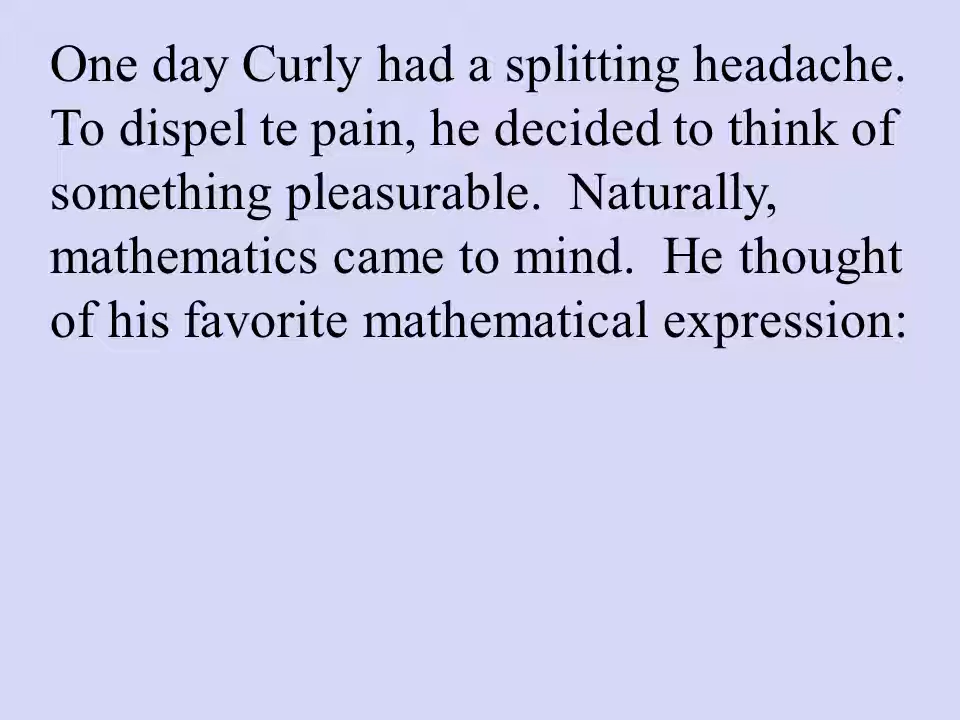 One day Curly had a splitting headache.
To dispel te pain, he decided to think of
something pleasurable.  Naturally,
mathematics came to mind.  He thought
of his favorite mathematical expression: